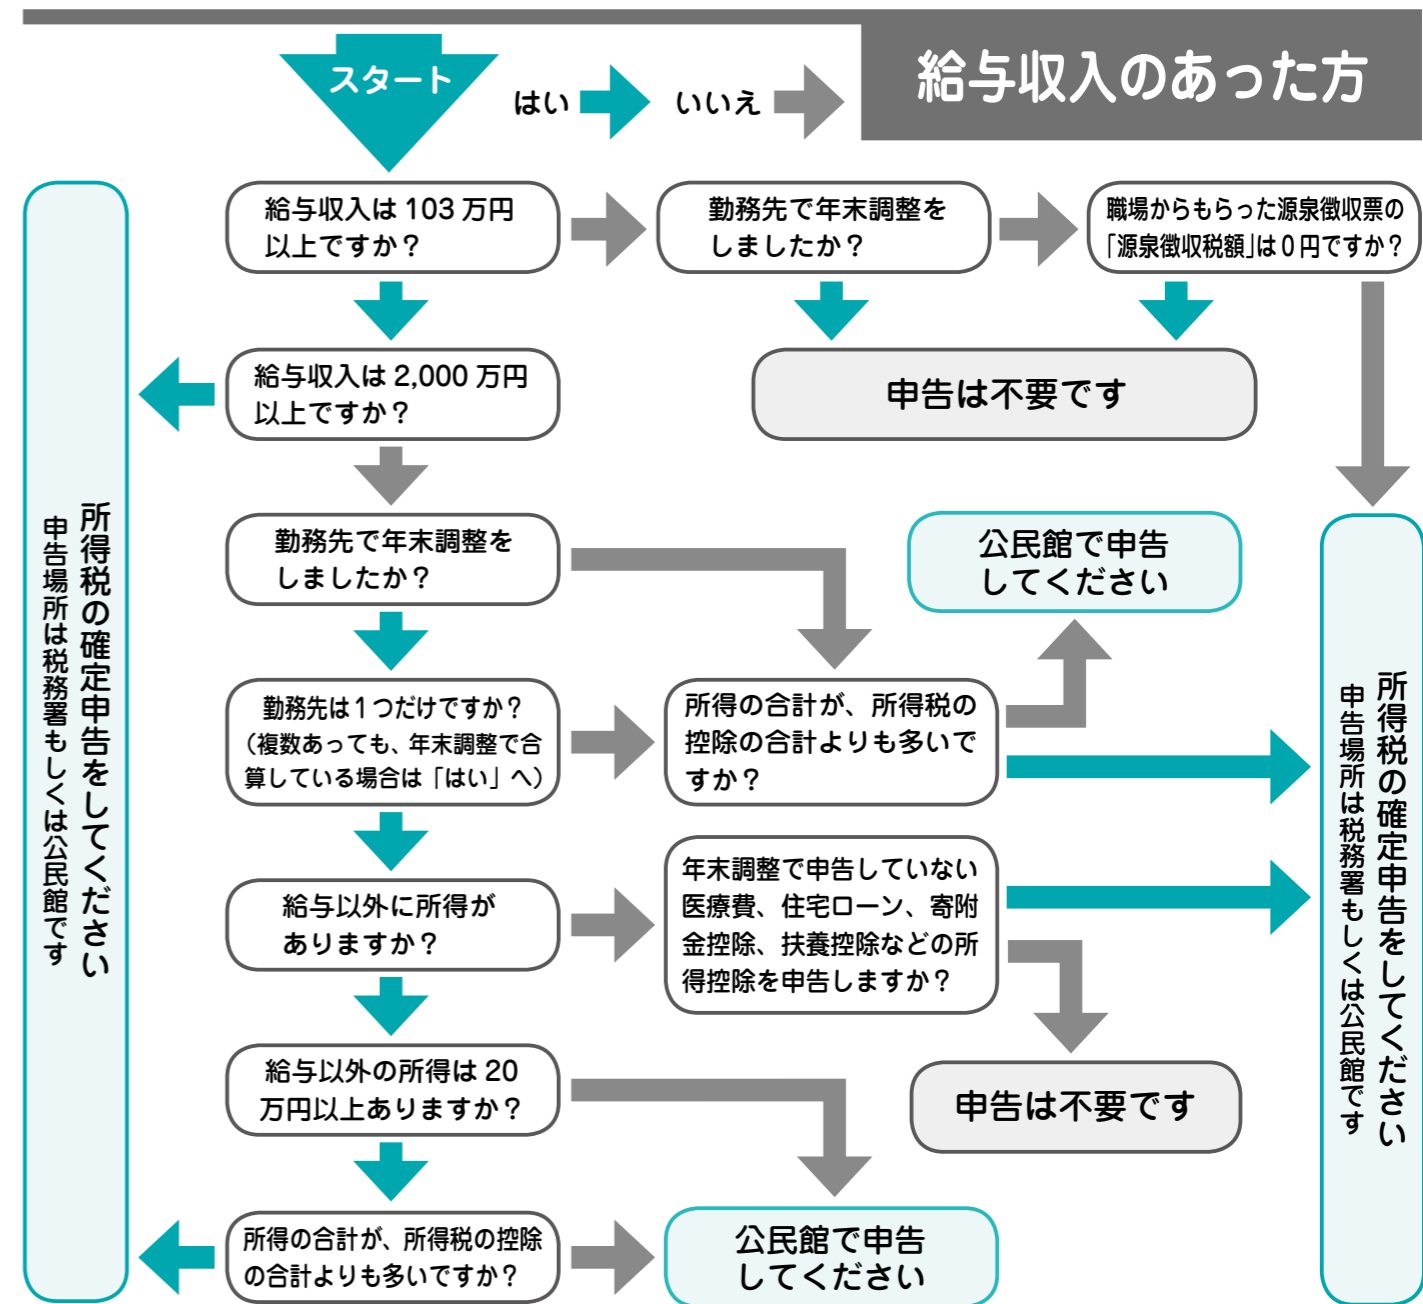 スタート
はい
いいえ
給与収入のあった方
給与収入は 103 万円
以上ですか？
勤務先で年末調整を
しましたか？
職場からもらった源泉徴収票の
「源泉徴収税額」は０円ですか？
給与収入は 2,000 万円
以上ですか？
申告は不要です
勤務先で年末調整を
しましたか？
公民館で申告
してください
勤務先は１つだけですか？
（複数あっても、年末調整で合
算している場合は「はい」へ）
所得の合計が、所得税の
控除の合計よりも多いで
すか？
給与以外に所得が
ありますか？
年末調整で申告していない
医療費、住宅ローン、寄附
金控除、扶養控除などの所
得控除を申告しますか？
給与以外の所得は 20
万円以上ありますか？
申告は不要です
所得の合計が、所得税の控除
の合計よりも多いですか？
公民館で申告
してください
所得税の確定申告をしてください
申告場所は税務署もしくは公民館です
所得税の確定申告をしてください
申告場所は税務署もしくは公民館です